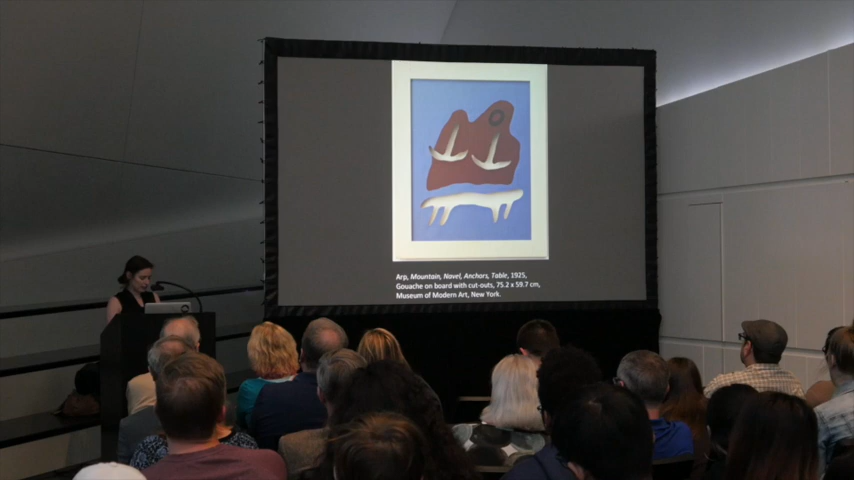 Arp, Mountain, Navel, Anchors, Table, 1925,
Gouache on board with cut-outs, 75.2 x 59.7 cm,
Museum of Modern Art, New York.